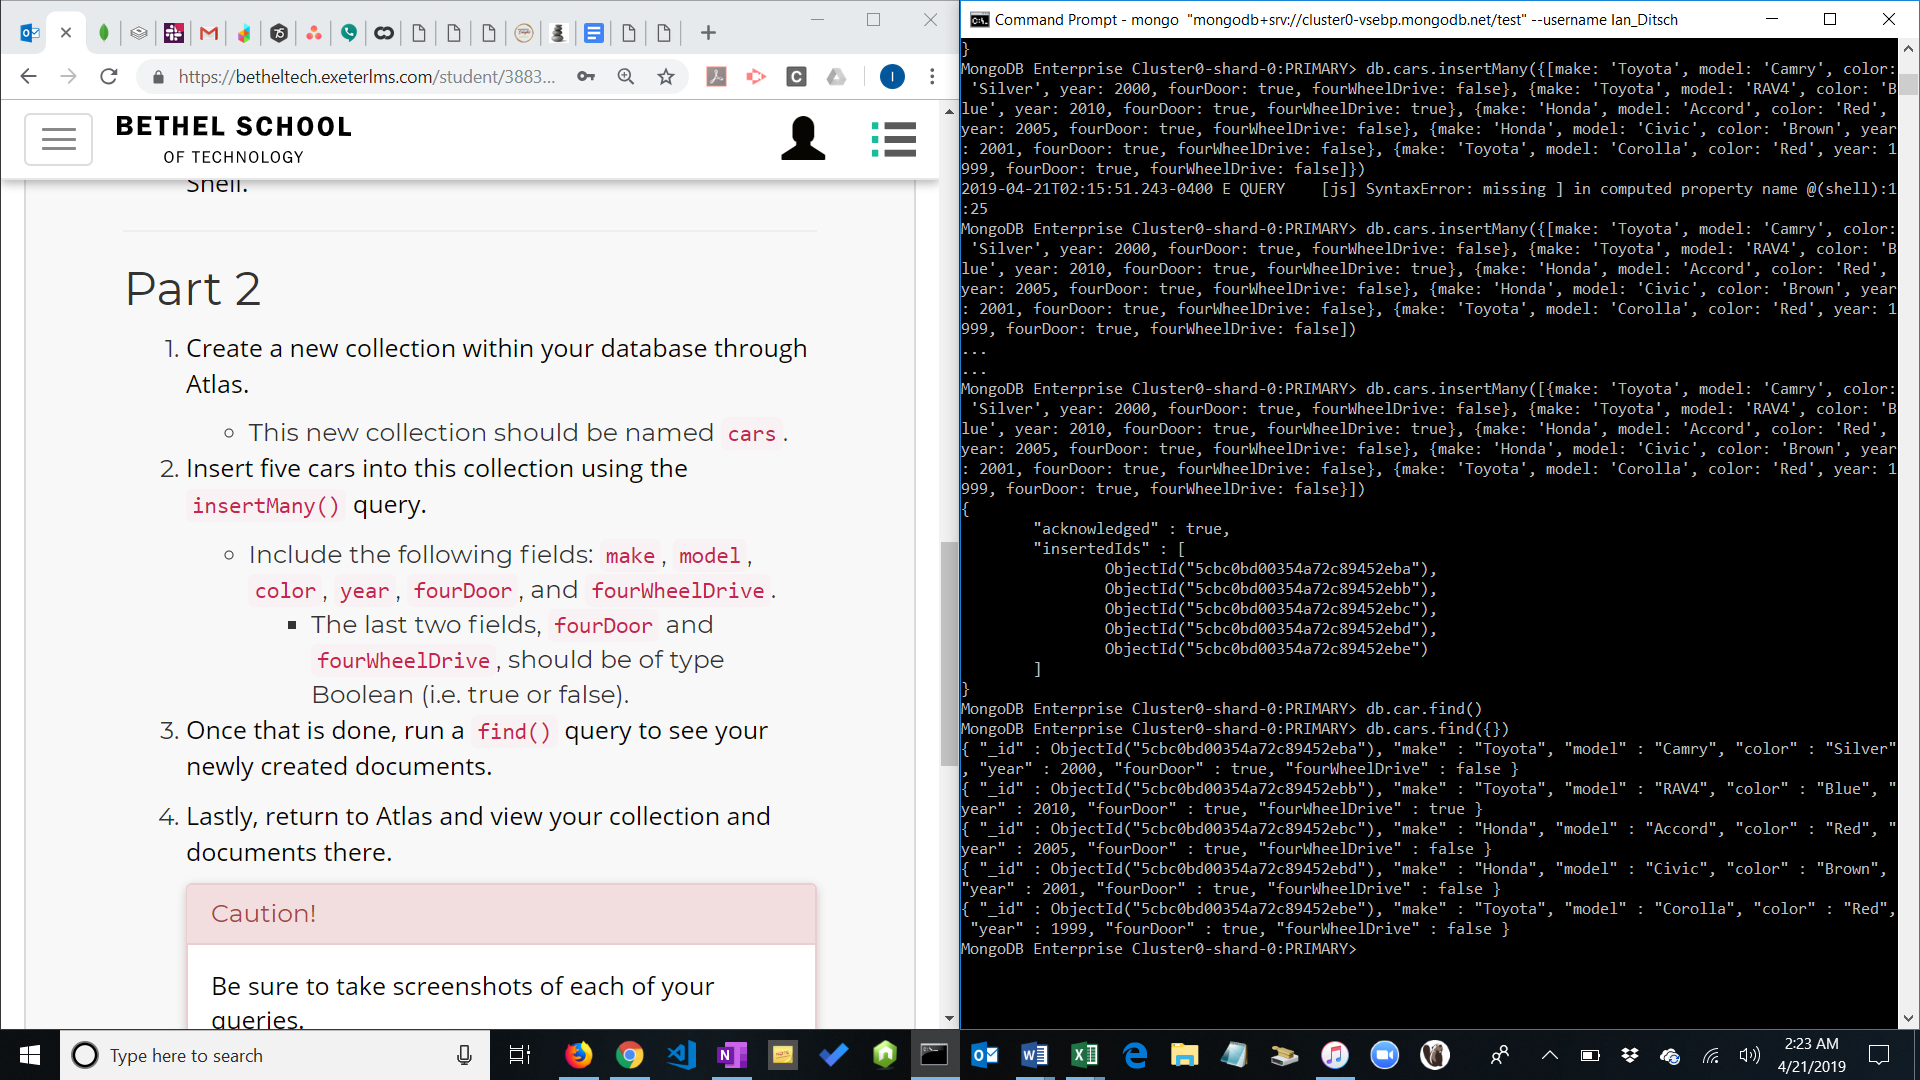 https://betheltech.exeterlms.com/student/3883...
I
BETHEL SCHOOL
OF TECHNOLOGY
Shell.
Part 2
1. Create a new collection within your database through
Atlas.
This new collection should be named cars.
2. Insert five cars into this collection using the
insertMany() query.
Include the following fields: make, model,
color, year, fourDoor, and fourWheelDrive.
The last two fields, fourDoor and
fourWheelDrive, should be of type
Boolean (i.e. true or false).
3. Once that is done, run a find() query to see your
newly created documents.
4. Lastly, return to Atlas and view your collection and
documents there.
Caution!
Be sure to take screenshots of each of your
queries.
Command Prompt - mongo "mongodb+srv://cluster0-vsebp.mongodb.net/test" --username Ian_Ditsch
}
MongoDB Enterprise Cluster0-shard-0:PRIMARY> db.cars.insertMany({[make: 'Toyota', model: 'Camry', color:
'Silver', year: 2000, fourDoor: true, fourWheelDrive: false}, {make: 'Toyota', model: 'RAV4', color: 'B
lue', year: 2010, fourDoor: true, fourWheelDrive: true}, {make: 'Honda', model: 'Accord', color: 'Red',
year: 2005, fourDoor: true, fourWheelDrive: false}, {make: 'Honda', model: 'Civic', color: 'Brown', year
: 2001, fourDoor: true, fourWheelDrive: false}, {make: 'Toyota', model: 'Corolla', color: 'Red', year: 1
999, fourDoor: true, fourWheelDrive: false]})
2019-04-21T02:15:51.243-0400 E QUERY    [js] SyntaxError: missing ] in computed property name @(shell):1
:25
MongoDB Enterprise Cluster0-shard-0:PRIMARY> db.cars.insertMany({[make: 'Toyota', model: 'Camry', color:
'Silver', year: 2000, fourDoor: true, fourWheelDrive: false}, {make: 'Toyota', model: 'RAV4', color: 'B
lue', year: 2010, fourDoor: true, fourWheelDrive: true}, {make: 'Honda', model: 'Accord', color: 'Red',
year: 2005, fourDoor: true, fourWheelDrive: false}, {make: 'Honda', model: 'Civic', color: 'Brown', year
: 2001, fourDoor: true, fourWheelDrive: false}, {make: 'Toyota', model: 'Corolla', color: 'Red', year: 1
999, fourDoor: true, fourWheelDrive: false])
...
...
MongoDB Enterprise Cluster0-shard-0:PRIMARY> db.cars.insertMany([{make: 'Toyota', model: 'Camry', color:
'Silver', year: 2000, fourDoor: true, fourWheelDrive: false}, {make: 'Toyota', model: 'RAV4', color: 'B
lue', year: 2010, fourDoor: true, fourWheelDrive: true}, {make: 'Honda', model: 'Accord', color: 'Red',
year: 2005, fourDoor: true, fourWheelDrive: false}, {make: 'Honda', model: 'Civic', color: 'Brown', year
: 2001, fourDoor: true, fourWheelDrive: false}, {make: 'Toyota', model: 'Corolla', color: 'Red', year: 1
999, fourDoor: true, fourWheelDrive: false}])
{
"acknowledged" : true,
"insertedIds" : [
ObjectId("5cbc0bd00354a72c89452eba"),
ObjectId("5cbc0bd00354a72c89452ebb"),
ObjectId("5cbc0bd00354a72c89452ebc"),
ObjectId("5cbc0bd00354a72c89452ebd"),
ObjectId("5cbc0bd00354a72c89452ebe")
]
}
MongoDB Enterprise Cluster0-shard-0:PRIMARY> db.car.find()
MongoDB Enterprise Cluster0-shard-0:PRIMARY> db.cars.find({})
{ "_id" : ObjectId("5cbc0bd00354a72c89452eba"), "make" : "Toyota", "model" : "Camry", "color" : "Silver"
, "year" : 2000, "fourDoor" : true, "fourWheelDrive" : false }
{ "_id" : ObjectId("5cbc0bd00354a72c89452ebb"), "make" : "Toyota", "model" : "RAV4", "color" : "Blue", "
year" : 2010, "fourDoor" : true, "fourWheelDrive" : true }
{ "_id" : ObjectId("5cbc0bd00354a72c89452ebc"), "make" : "Honda", "model" : "Accord", "color" : "Red", "
year" : 2005, "fourDoor" : true, "fourWheelDrive" : false }
{ "_id" : ObjectId("5cbc0bd00354a72c89452ebd"), "make" : "Honda", "model" : "Civic", "color" : "Brown",
"year" : 2001, "fourDoor" : true, "fourWheelDrive" : false }
{ "_id" : ObjectId("5cbc0bd00354a72c89452ebe"), "make" : "Toyota", "model" : "Corolla", "color" : "Red",
"year" : 1999, "fourDoor" : true, "fourWheelDrive" : false }
MongoDB Enterprise Cluster0-shard-0:PRIMARY>
Type here to search
2:23 AM
4/21/2019